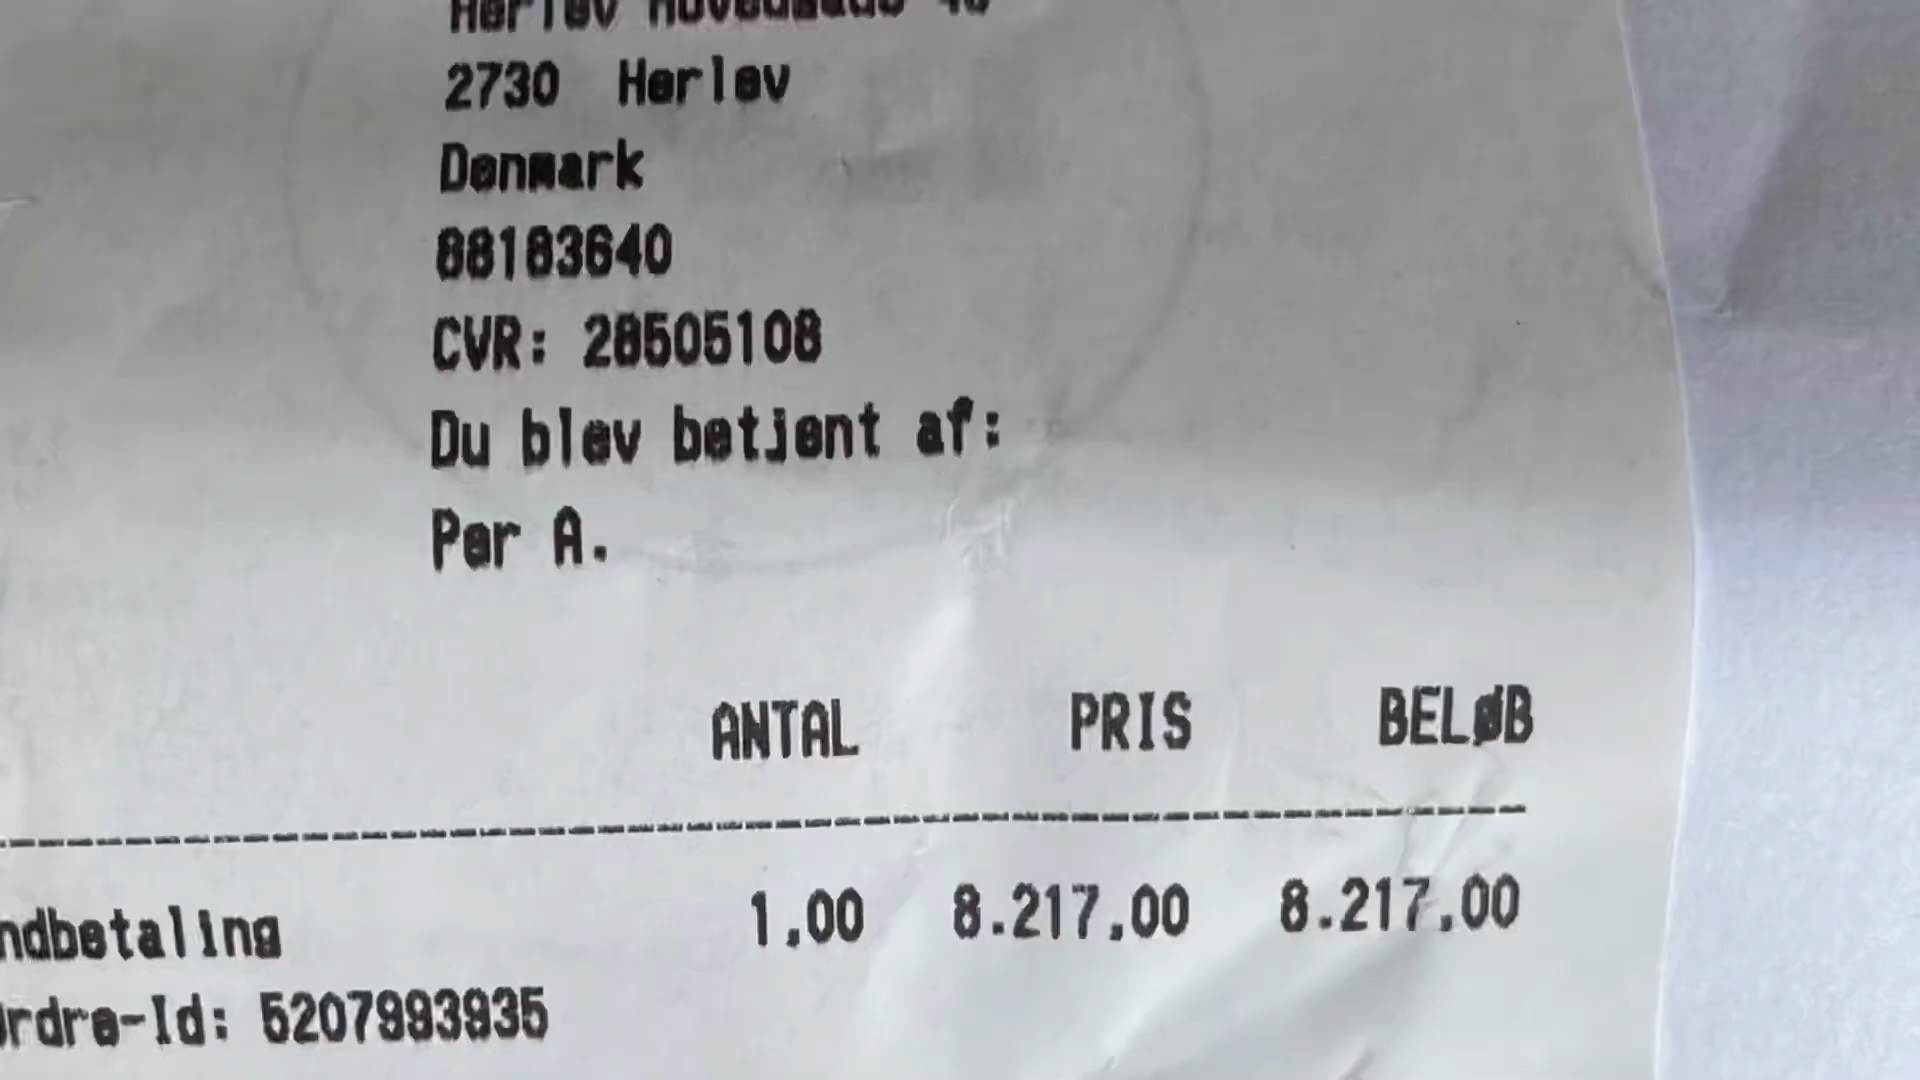 2730 Herlev
Denmark
88183640
CVR: 28505108
Du blev betjent af:
Per A.
ANTAL PRIS BELØB
ndbetaling 1,00 8.217,00 8.217,00
rdre-Id: 5207993935